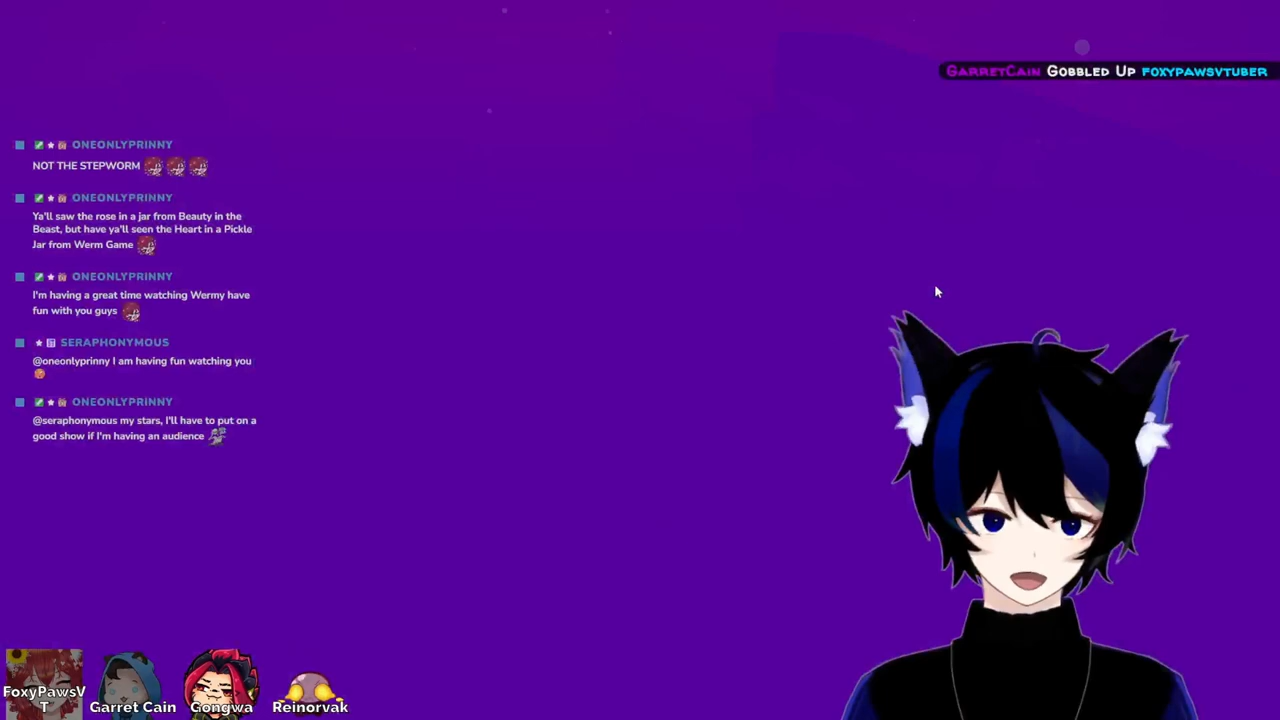 GARRETCAIN GOBBLED UP FOXYPAWSVTUBER
ONEONLYPRINNY
NOT THE STEPWORM
ONEONLYPRINNY
Ya'll saw the rose in a jar from Beauty in the
Beast, but have ya'll seen the Heart in a Pickle
Jar from Werm Game
ONEONLYPRINNY
I'm having a great time watching Wermy have
fun with you guys
SERAPHONYMOUS
@oneonlyprinny I am having fun watching you
ONEONLYPRINNY
@seraphonymous my stars, I'll have to put on a
good show if I'm having an audience
FoxyPawsV
T
Garret Cain
Gongwa
Reinorvak